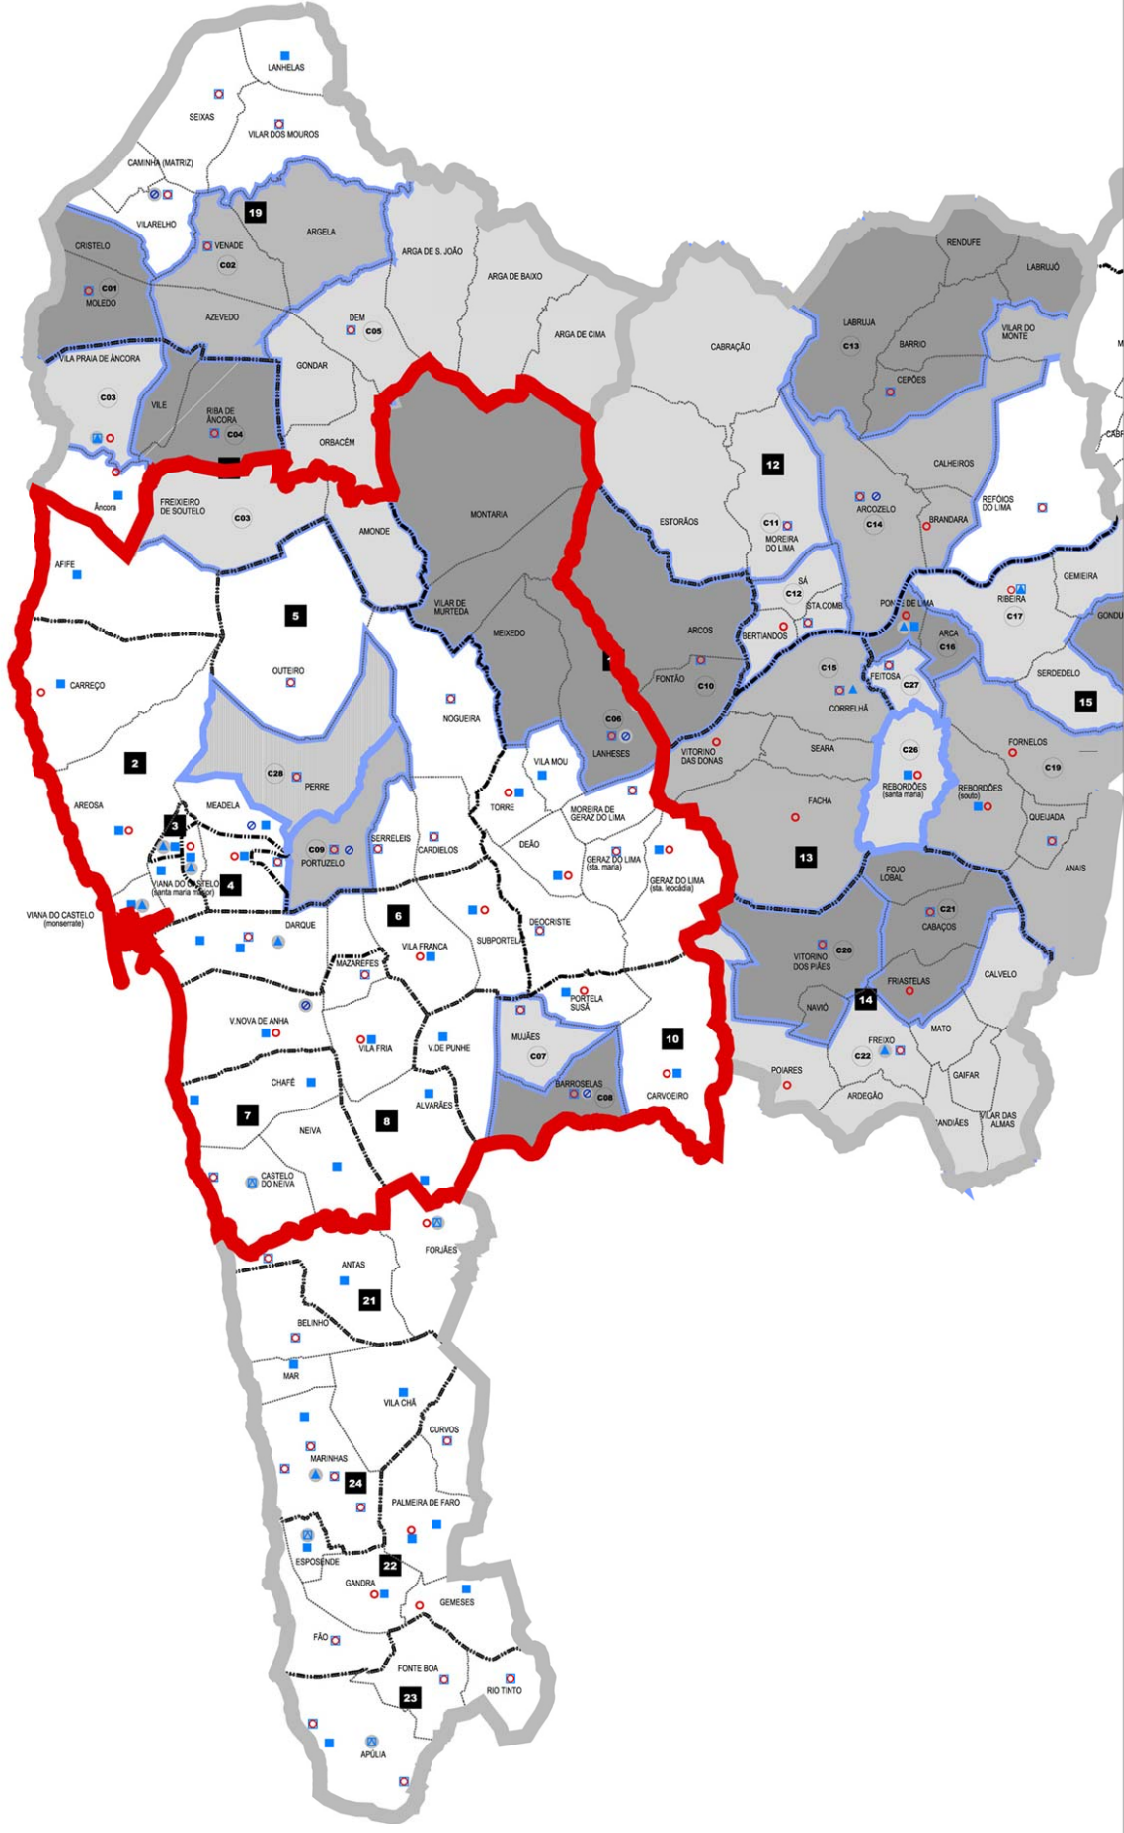 LANHELAS
SEIXAS
VILAR DOS MOUROS
CAMINHA (MATRIZ)
VILARELHO
19
CRISTELO
C01
MOLEDO
VENADE
C02
ARGELA
AZEVEDO
ARGA DE S. JOÃO
ARGA DE BAIXO
ARGA DE CIMA
DEM
C05
GONDAR
ORBACÉM
VILA PRAIA DE ÂNCORA
C03
VILE
RIBA DE
ÂNCORA
C04
Âncora
FREIXIEIRO
DE SOUTELO
C03
AMONDE
MONTARIA
AFIFE
5
VILAR DE
MURTEDA
MEIXEDO
OUTEIRO
CARREÇO
NOGUEIRA
2
C28
PERRE
C06
LANHESES
VILA MOU
TORRE
MOREIRA DE
GERAZ DO LIMA
AREOSA
MEADELA
3
C09
PORTUZELO
SERRELEIS
CARDIELOS
DEÃO
GERAZ DO LIMA
(sta. maria)
GERAZ DO LIMA
(sta. leocádia)
VIANA DO CASTELO
(santa maria maior)
4
VIANA DO CASTELO
(monserrate)
DARQUE
6
VILA FRANCA
SUBPORTELA
DEOCRISTE
MAZAREFES
PORTELA
SUSÃ
V.NOVA DE ANHA
VILA FRIA
V.DE PUNHE
MUJÃES
C07
10
CHAFÉ
7
NEIVA
8
ALVARÃES
BARROSELAS
C08
CARVOEIRO
CASTELO
DO NEIVA
FORJÃES
ANTAS
21
BELINHO
MAR
VILA CHÃ
CURVOS
MARINHAS
24
PALMEIRA DE FARO
ESPOSENDE
22
GANDRA
GEMESES
FÃO
FONTE BOA
23
RIO TINTO
APÚLIA
CABRAÇÃO
RENDUFE
LABRUJÓ
LABRUJA
C13
BARRIO
VILAR DO
MONTE
CEPÕES
12
CALHEIROS
ESTORÃOS
C11
MOREIRA
DO LIMA
ARCOZELO
C14
BRANDARA
REFÓIOS
DO LIMA
SÁ
C12
STA.COMB.
BERTIANDOS
PONTE DE LIMA
RIBEIRA
C17
GEMIEIRA
ARCOS
FONTÃO
C10
C15
CORRELHÃ
FEITOSA
C27
ARCA
C16
SERDEDELO
15
VITORINO
DAS DONAS
SEARA
C26
REBORDÕES
(santa maria)
FORNELOS
C19
REBORDÕES
(souto)
FACHA
QUEIJADA
13
ANAIS
FOJO
LOBAL
C21
CABAÇOS
VITORINO
DOS PIÃES
C20
FRIASTELAS
CALVELO
NAVIÓ
14
MATO
FREIXO
C22
POIARES
ARDEGÃO
GAIFAR
VILAR DAS
ALMAS